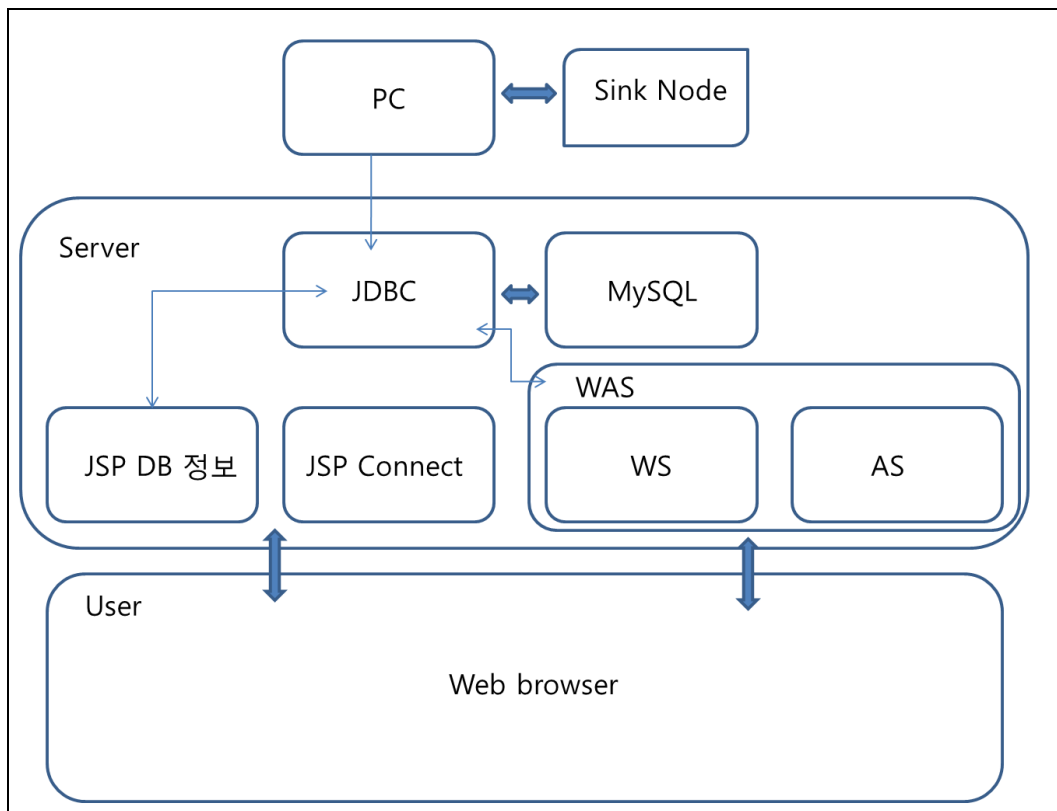 PC
Sink Node
Server
JDBC
MySQL
WAS
JSP DB 정보
JSP Connect
WS
AS
User
Web browser